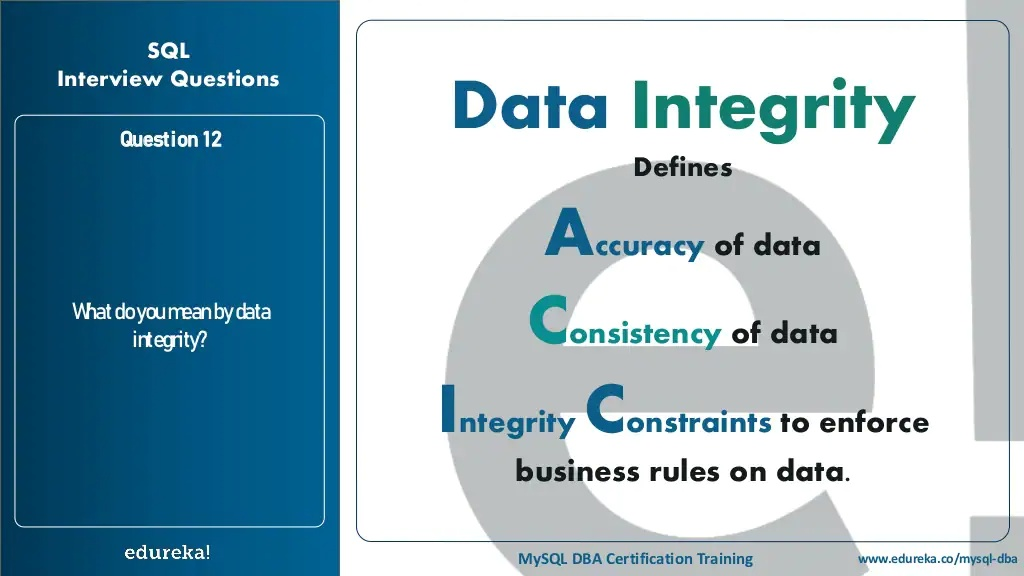 SQL
Interview Questions
Question 12
What do you mean by data
integrity?
edureka!
Data Integrity
Defines
Accuracy of data
Consistency of data
Integrity Constraints to enforce
business rules on data.
MySQL DBA Certification Training
www.edureka.co/mysql-dba